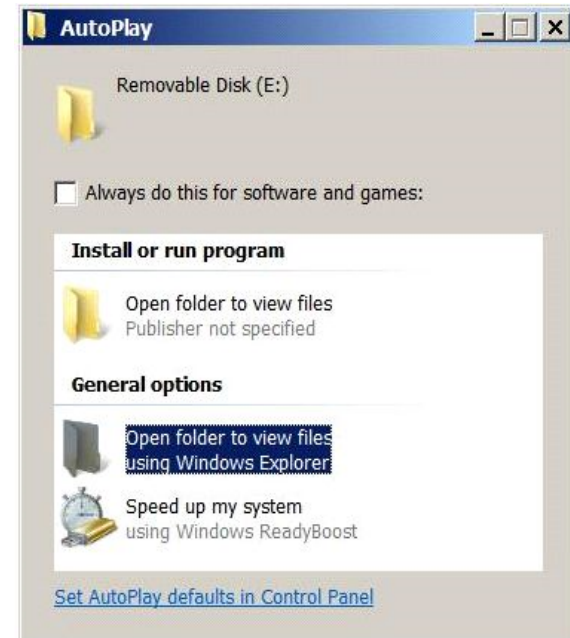 AutoPlay
Removable Disk (E:)
Always do this for software and games:
Install or run program
Open folder to view files
Publisher not specified
General options
Open folder to view files
using Windows Explorer
Speed up my system
using Windows ReadyBoost
Set AutoPlay defaults in Control Panel